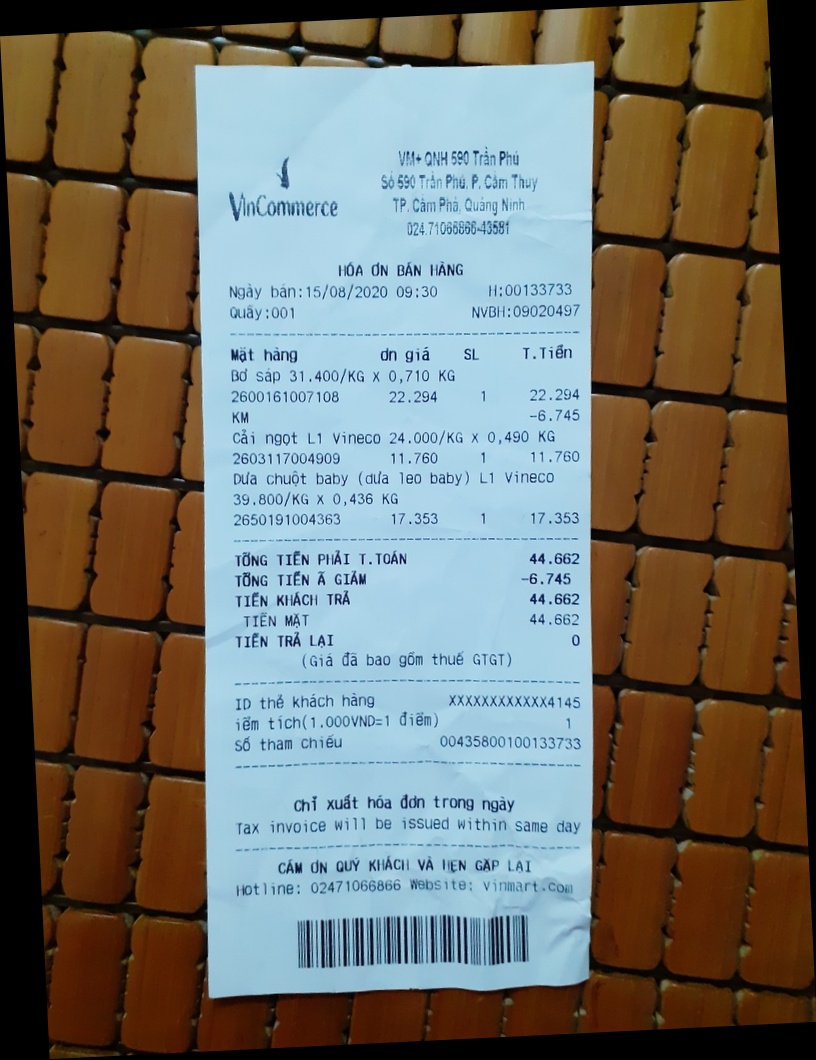 VinCommerce
VM+ QNH 590 Trần Phú
Số 590 Trần Phú, P. Cẩm Thuy
TP. Cẩm Phả, Quảng Ninh
024.71066866-43581
HÓA ƠN BÁN HÀNG
Ngày bán:15/08/2020 09:30 H:00133733
Quầy:001 NVBH:09020497
Mặt hàng ơn giá SL T.Tiền
Bơ sáp 31.400/KG X 0,710 KG
2600161007108 22.294 1 22.294
KM -6.745
Cải ngọt L1 Vineco 24.000/KG X 0,490 KG
2603117004909 11.760 1 11.760
Dưa chuột baby (dưa leo baby) L1 Vineco
39.800/KG X 0,436 KG
2650191004363 17.353 1 17.353
TỔNG TIỀN PHẢI T.TOÁN 44.662
TỔNG TIỀN Ã GIẢM -6.745
TIỀN KHÁCH TRẢ 44.662
TIỀN MẶT 44.662
TIỀN TRẢ LẠI 0
(Giá đã bao gồm thuế GTGT)
ID thẻ khách hàng XXXXXXXXXXXX4145
iểm tích(1.000VND=1 điểm) 1
Số tham chiếu 00435800100133733
Chỉ xuất hóa đơn trong ngày
Tax invoice will be issued within same day
CẢM ƠN QUÝ KHÁCH VÀ HẸN GẶP LẠI
Hotline: 02471066866 Website: vinmart.com